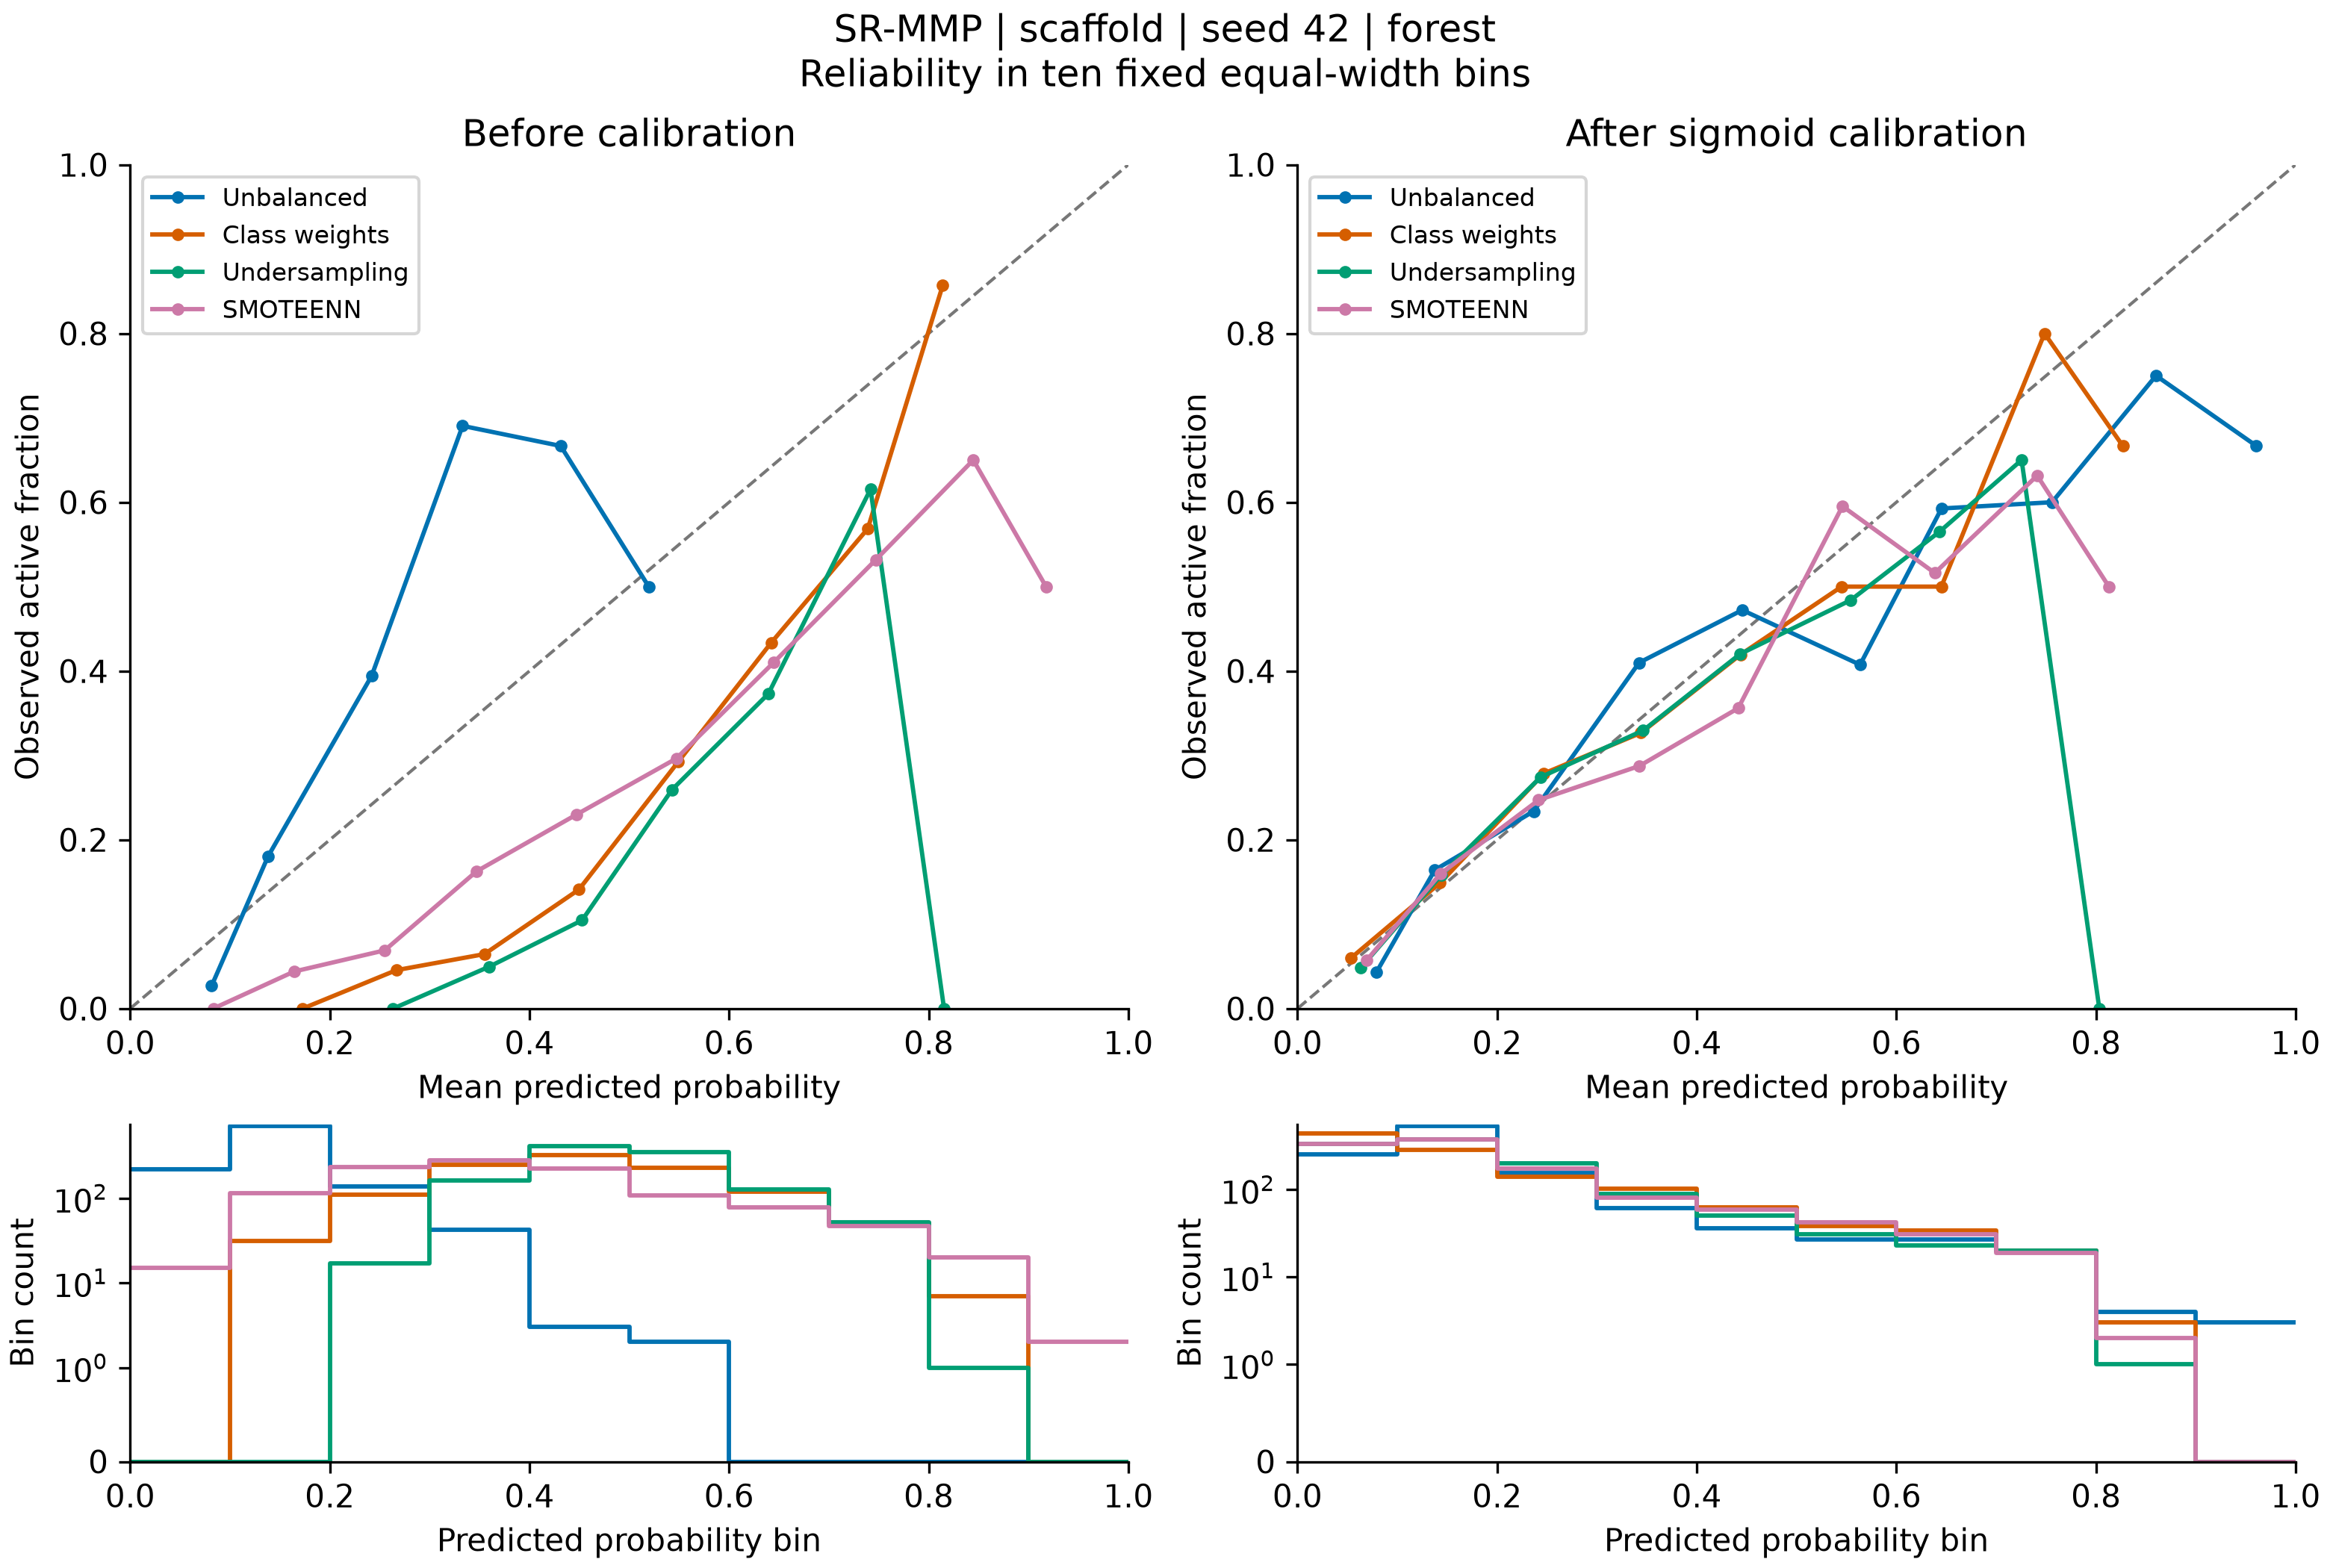 SR-MMP | scaffold | seed 42 | forest
Reliability in ten fixed equal-width bins
Before calibration
1.0
0.8
0.6
0.4
0.2
0.0
Observed active fraction
Unbalanced
Class weights
Undersampling
SMOTEENN
0.0 0.2 0.4 0.6 0.8 1.0
Mean predicted probability
After sigmoid calibration
1.0
0.8
0.6
0.4
0.2
0.0
Observed active fraction
Unbalanced
Class weights
Undersampling
SMOTEENN
0.0 0.2 0.4 0.6 0.8 1.0
Mean predicted probability
10²
10¹
10⁰
0
Bin count
0.0 0.2 0.4 0.6 0.8 1.0
Predicted probability bin
10²
10¹
10⁰
0
Bin count
0.0 0.2 0.4 0.6 0.8 1.0
Predicted probability bin